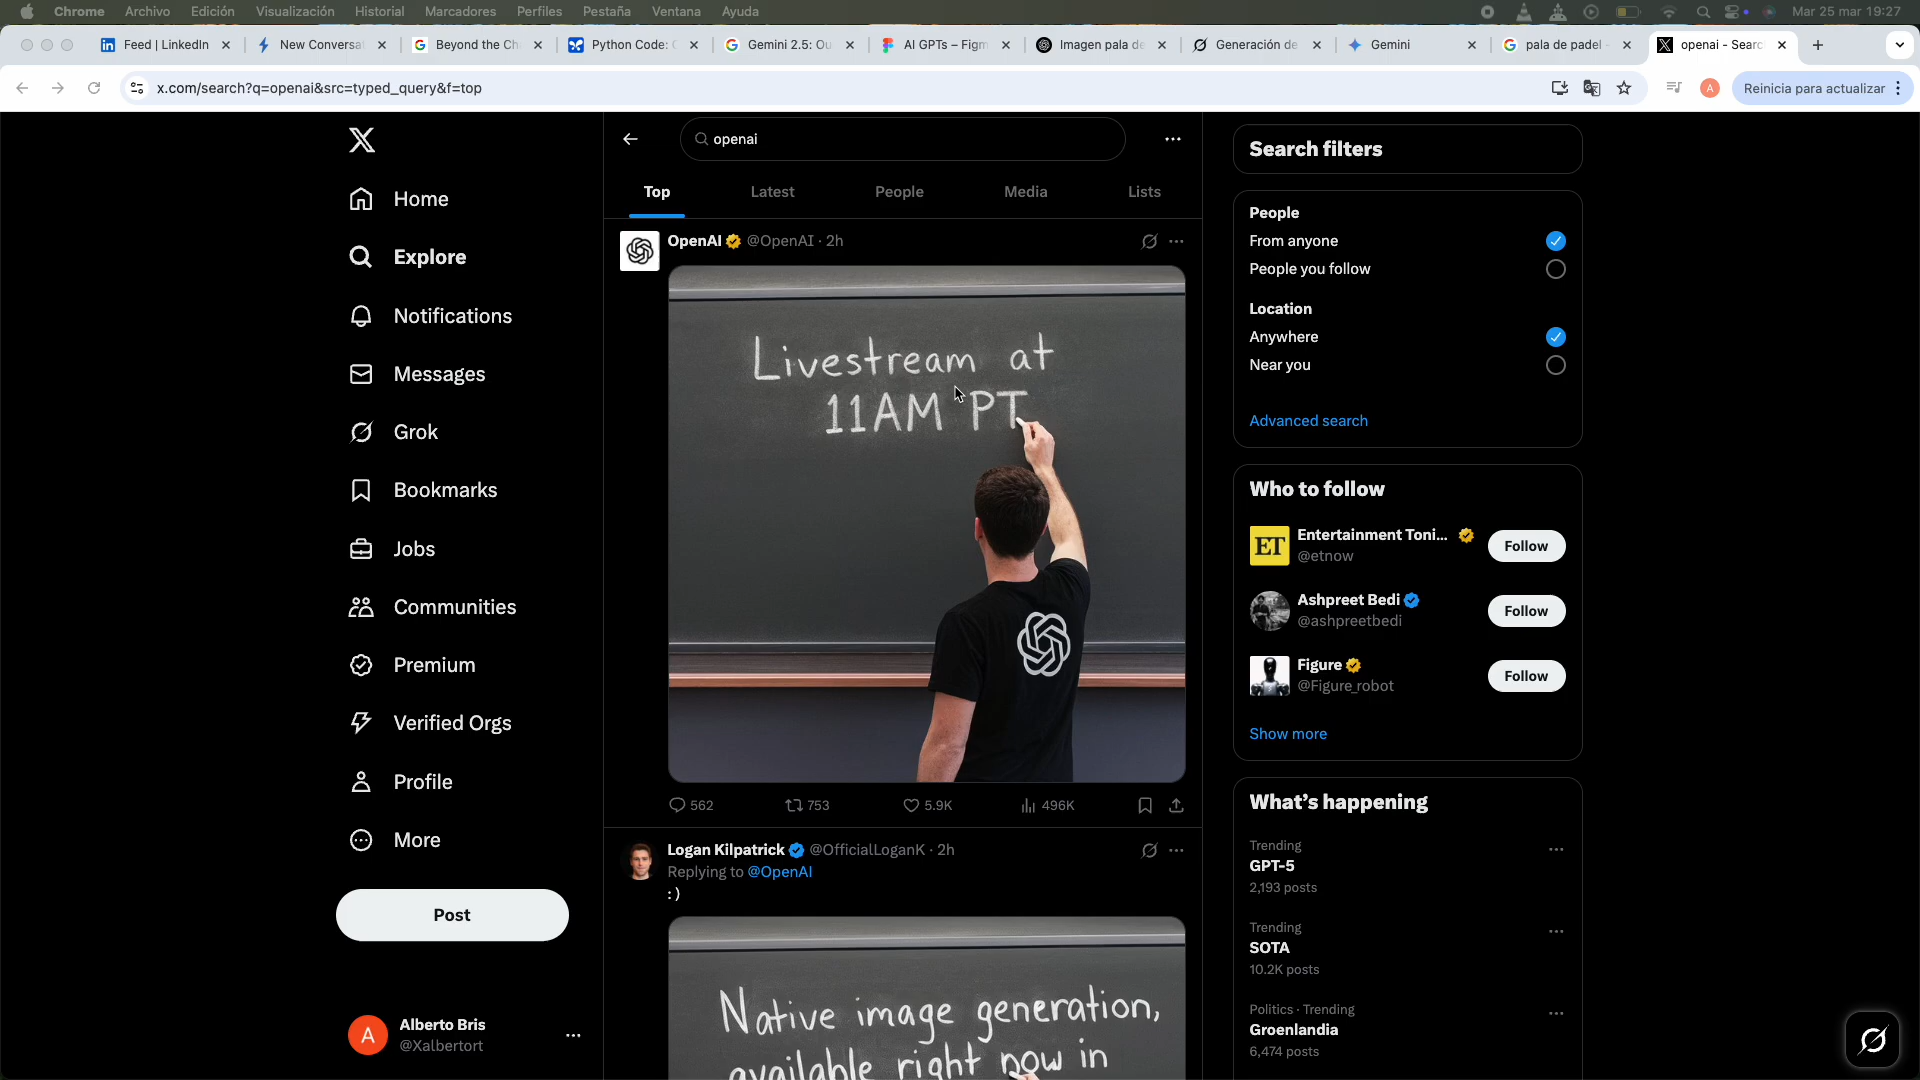 Chrome Archivo Edición Visualización Historial Marcadores Perfiles Pestaña Ventana Ayuda Mar 25 mar 19:27
Feed | LinkedIn New Conversa Beyond the Ch Python Code: Gemini 2.5: Ou AI GPTs – Figm Imagen pala de Generación de Gemini pala de padel - openai - Searc
x.com/search?q=openai&src=typed_query&f=top Reinicia para actualizar
Home
Explore
Notifications
Messages
Grok
Bookmarks
Jobs
Communities
Premium
Verified Orgs
Profile
More
Post
A
Alberto Bris
@Xalbertort
openai
Top Latest People Media Lists
OpenAI @OpenAI · 2h
Livestream at
11AM PT
562 753 5.9K 496K
Logan Kilpatrick @OfficialLoganK · 2h
Replying to @OpenAI
:)
Native image generation,
available right now in
Search filters
People
From anyone
People you follow
Location
Anywhere
Near you
Advanced search
Who to follow
ET
Entertainment Toni...
@etnow
Follow
Ashpreet Bedi
@ashpreetbedi
Follow
Figure
@Figure_robot
Follow
Show more
What's happening
Trending
GPT-5
2,193 posts
Trending
SOTA
10.2K posts
Politics · Trending
Groenlandia
6,474 posts